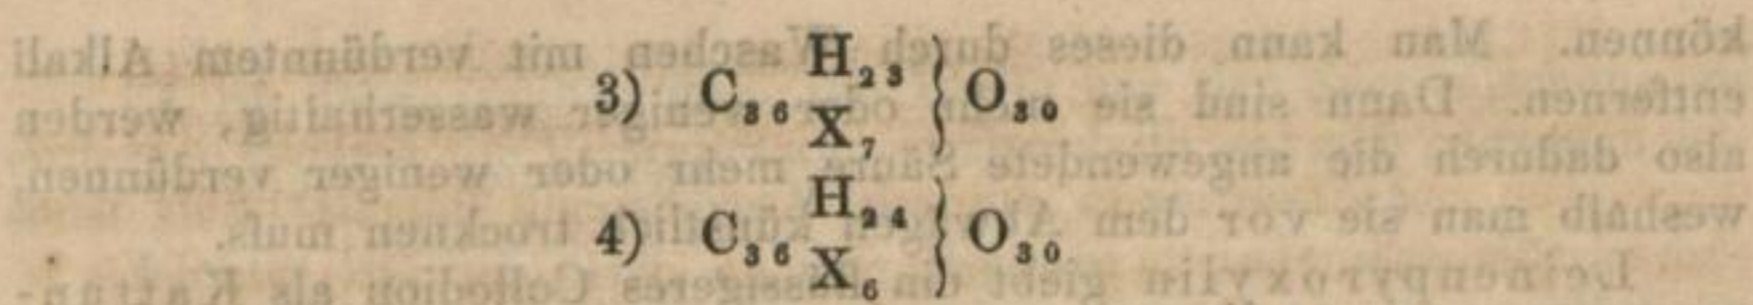 H₂₃
3) C₃₆ } O₃₀
X₇
H₂₄
4) C₃₆ } O₃₀
X₆